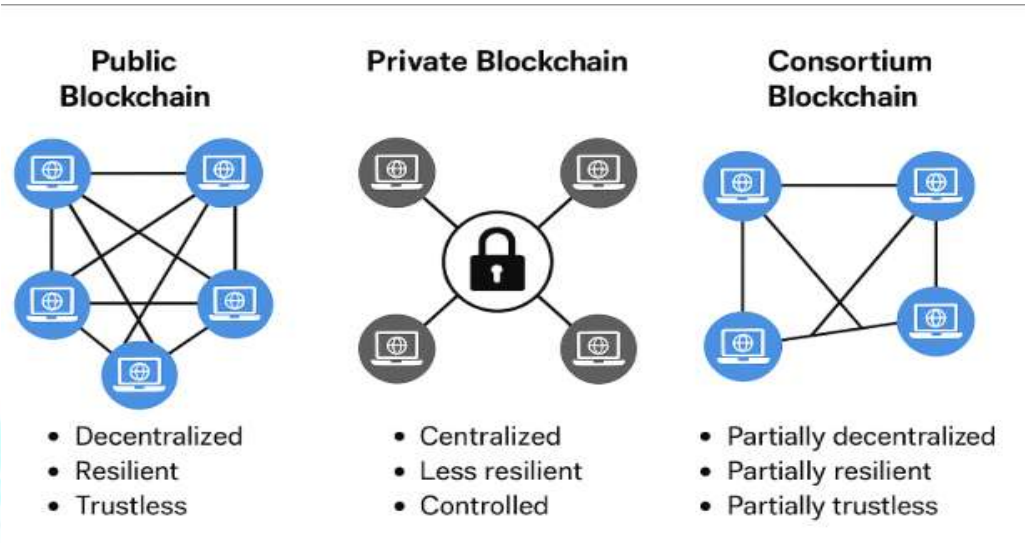 Public
Blockchain
• Decentralized
• Resilient
• Trustless
Private Blockchain
• Centralized
• Less resilient
• Controlled
Consortium
Blockchain
• Partially decentralized
• Partially resilient
• Partially trustless